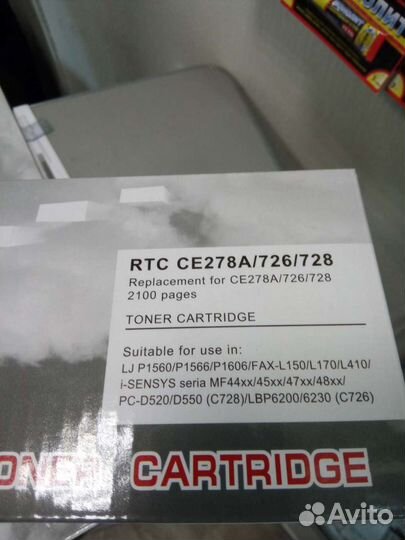 RTC CE278A/726/728
Replacement for CE278A/726/728
2100 pages
TONER CARTRIDGE
Suitable for use in:
LJ P1560/P1566/P1606/FAX-L150/L170/L410/
i-SENSYS seria MF44xx/45xx/47xx/48xx/
PC-D520/D550 (C728)/LBP6200/6230 (C726)
ONER CARTRIDGE
Avito